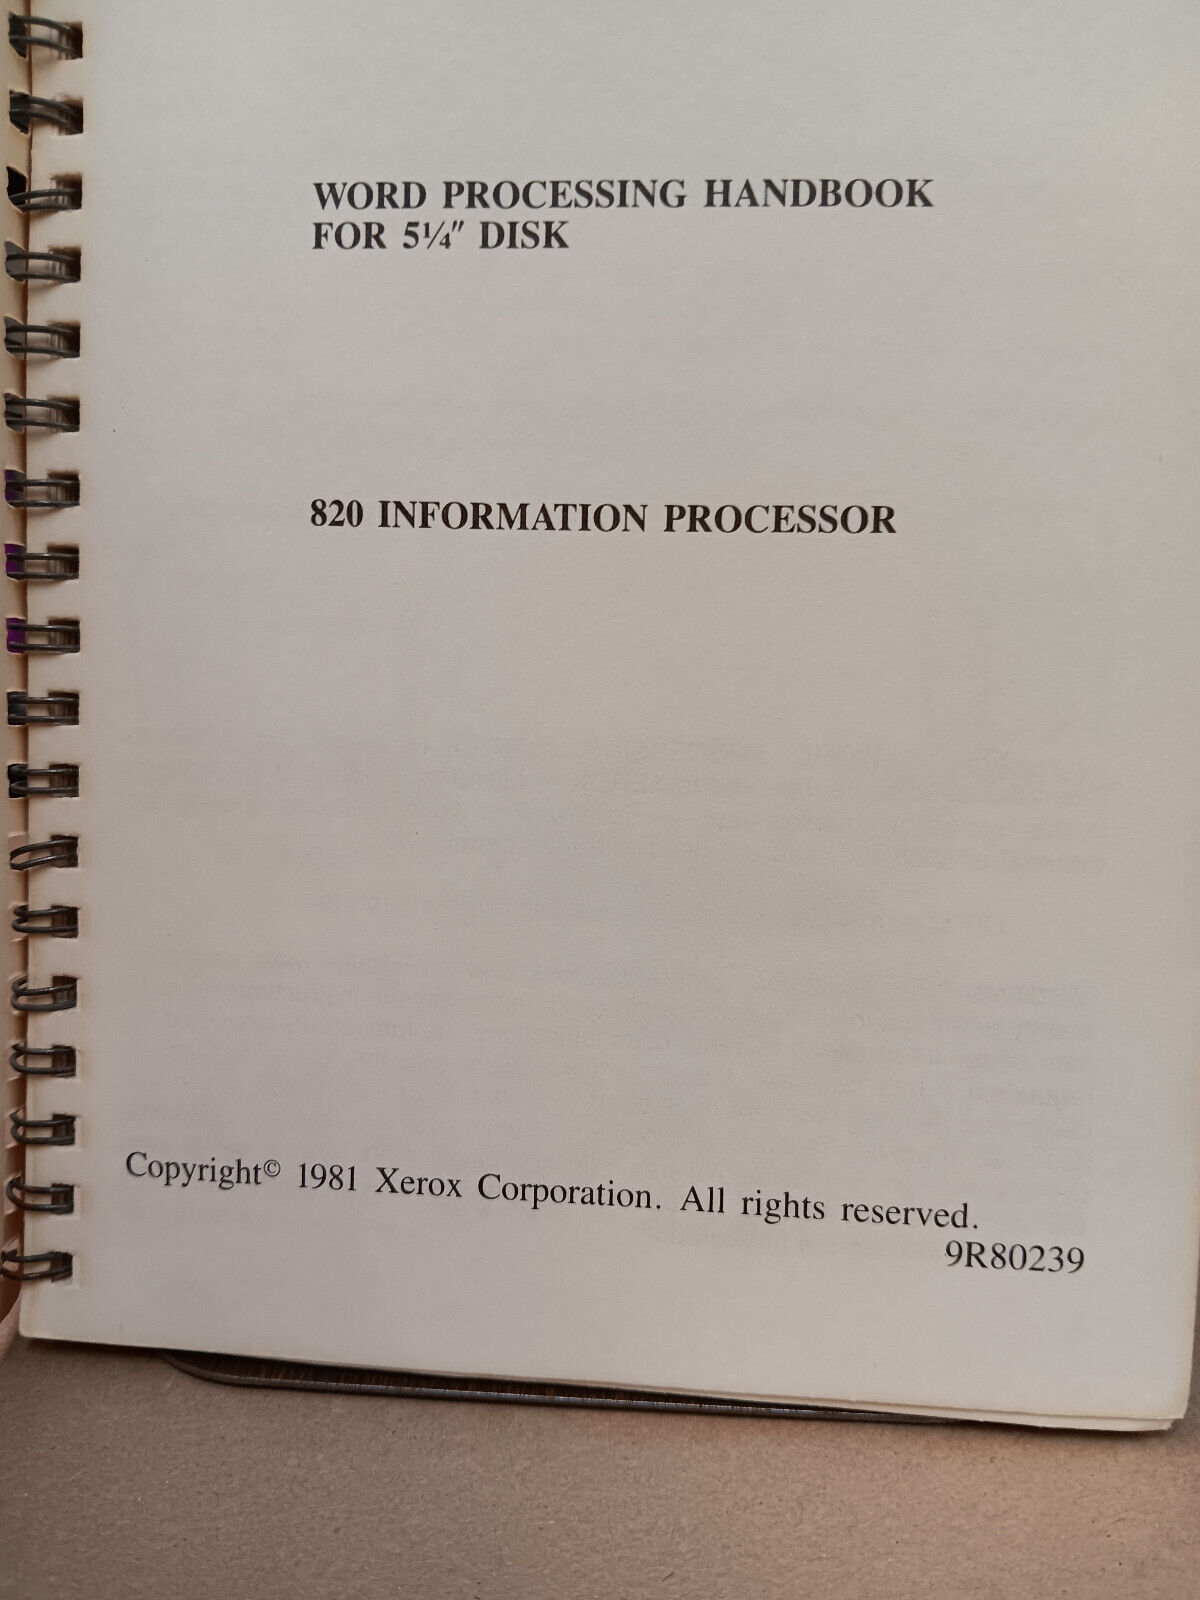 WORD PROCESSING HANDBOOK
FOR 5¼″ DISK
820 INFORMATION PROCESSOR
Copyright© 1981 Xerox Corporation. All rights reserved.
9R80239